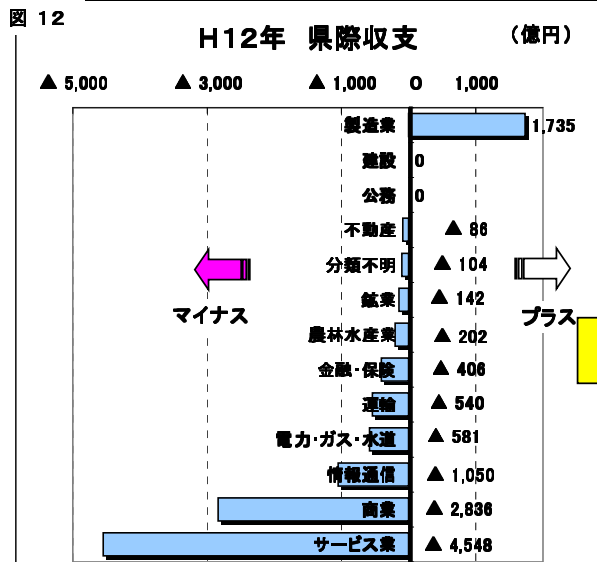 図 12
H12年 県際収支 (億円)
▲ 5,000 ▲ 3,000 ▲ 1,000 0 1,000
製造業 1,735
建設 0
公務 0
不動産 ▲ 86
分類不明 ▲ 104
鉱業 ▲ 142
マイナス プラス
農林水産業 ▲ 202
金融・保険 ▲ 406
運輸 ▲ 540
電力・ガス・水道 ▲ 581
情報通信 ▲ 1,050
商業 ▲ 2,836
サービス業 ▲ 4,548